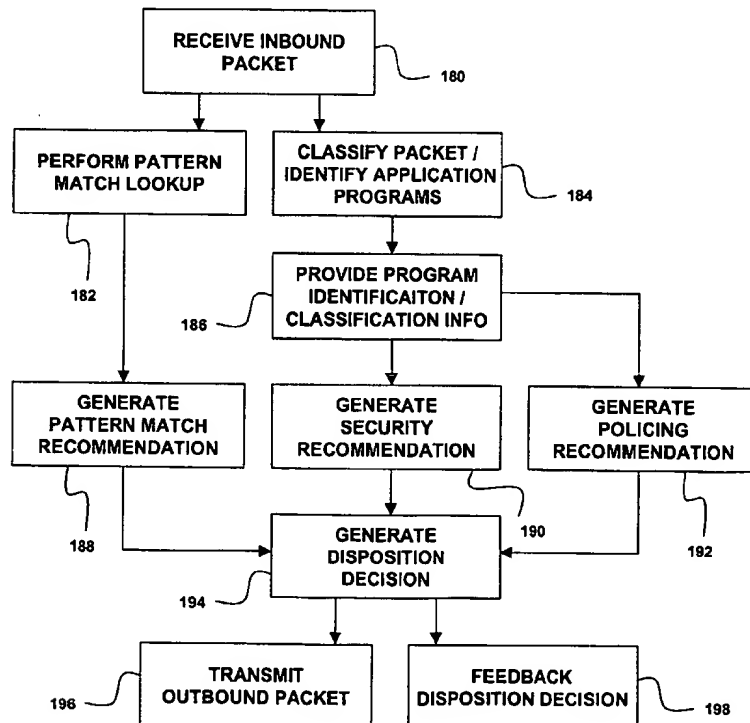 RECEIVE INBOUND
PACKET
180
PERFORM PATTERN
MATCH LOOKUP
182
CLASSIFY PACKET /
IDENTIFY APPLICATION
PROGRAMS
184
PROVIDE PROGRAM
IDENTIFICAITON /
CLASSIFICATION INFO
186
GENERATE
PATTERN MATCH
RECOMMENDATION
188
GENERATE
SECURITY
RECOMMENDATION
190
GENERATE
POLICING
RECOMMENDATION
192
GENERATE
DISPOSITION
DECISION
194
TRANSMIT
OUTBOUND PACKET
196
FEEDBACK
DISPOSITION DECISION
198